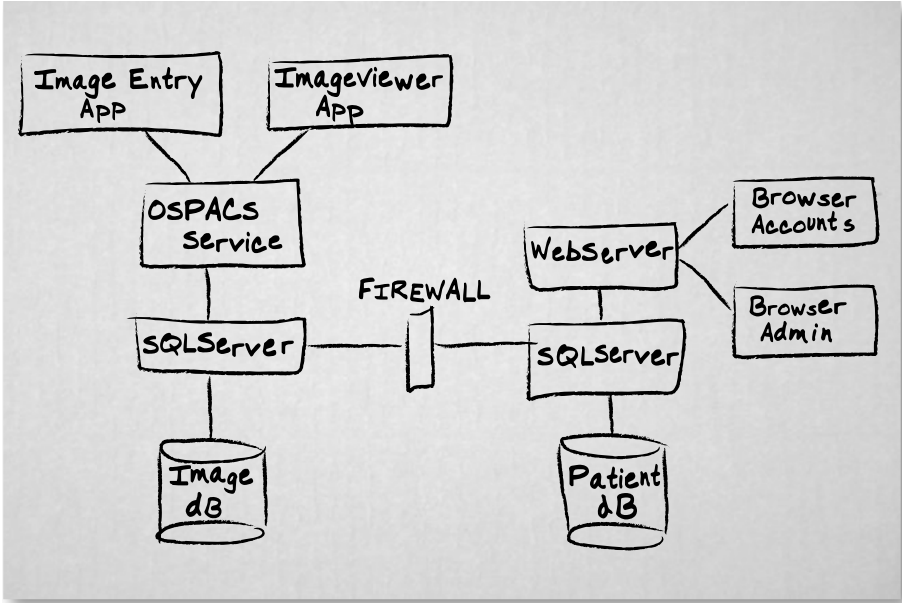 Image Entry
App
ImageViewer
App
OSPACS
Service
SQLServer
Image
dB
FIREWALL
WebServer
SQLServer
Patient
dB
Browser
Accounts
Browser
Admin